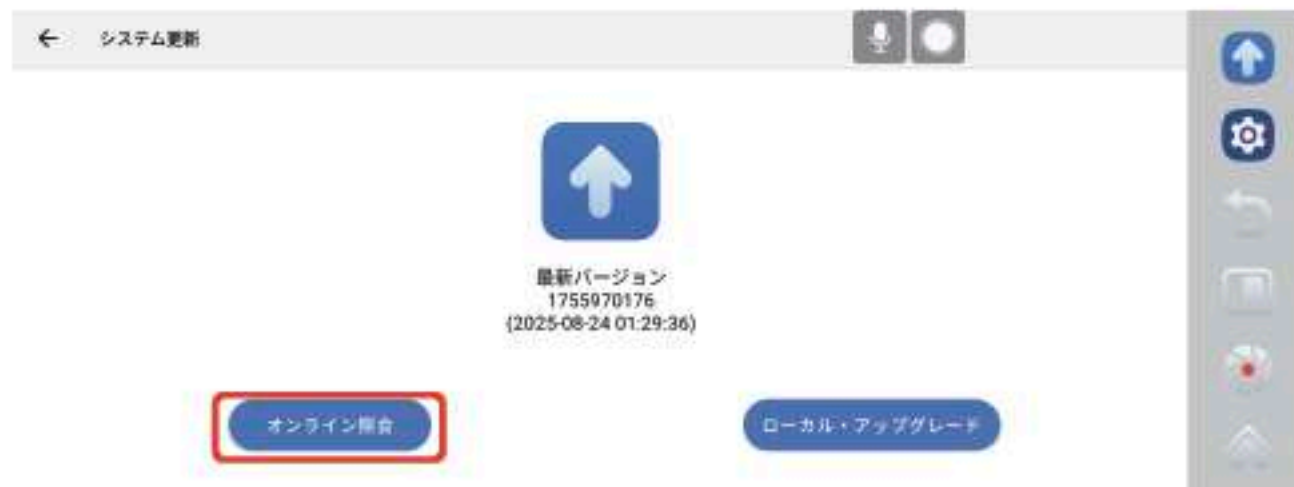 システム更新
最新バージョン
1755970176
(2025-08-24 01:29:36)
オンライン照合
ローカル・アップグレード